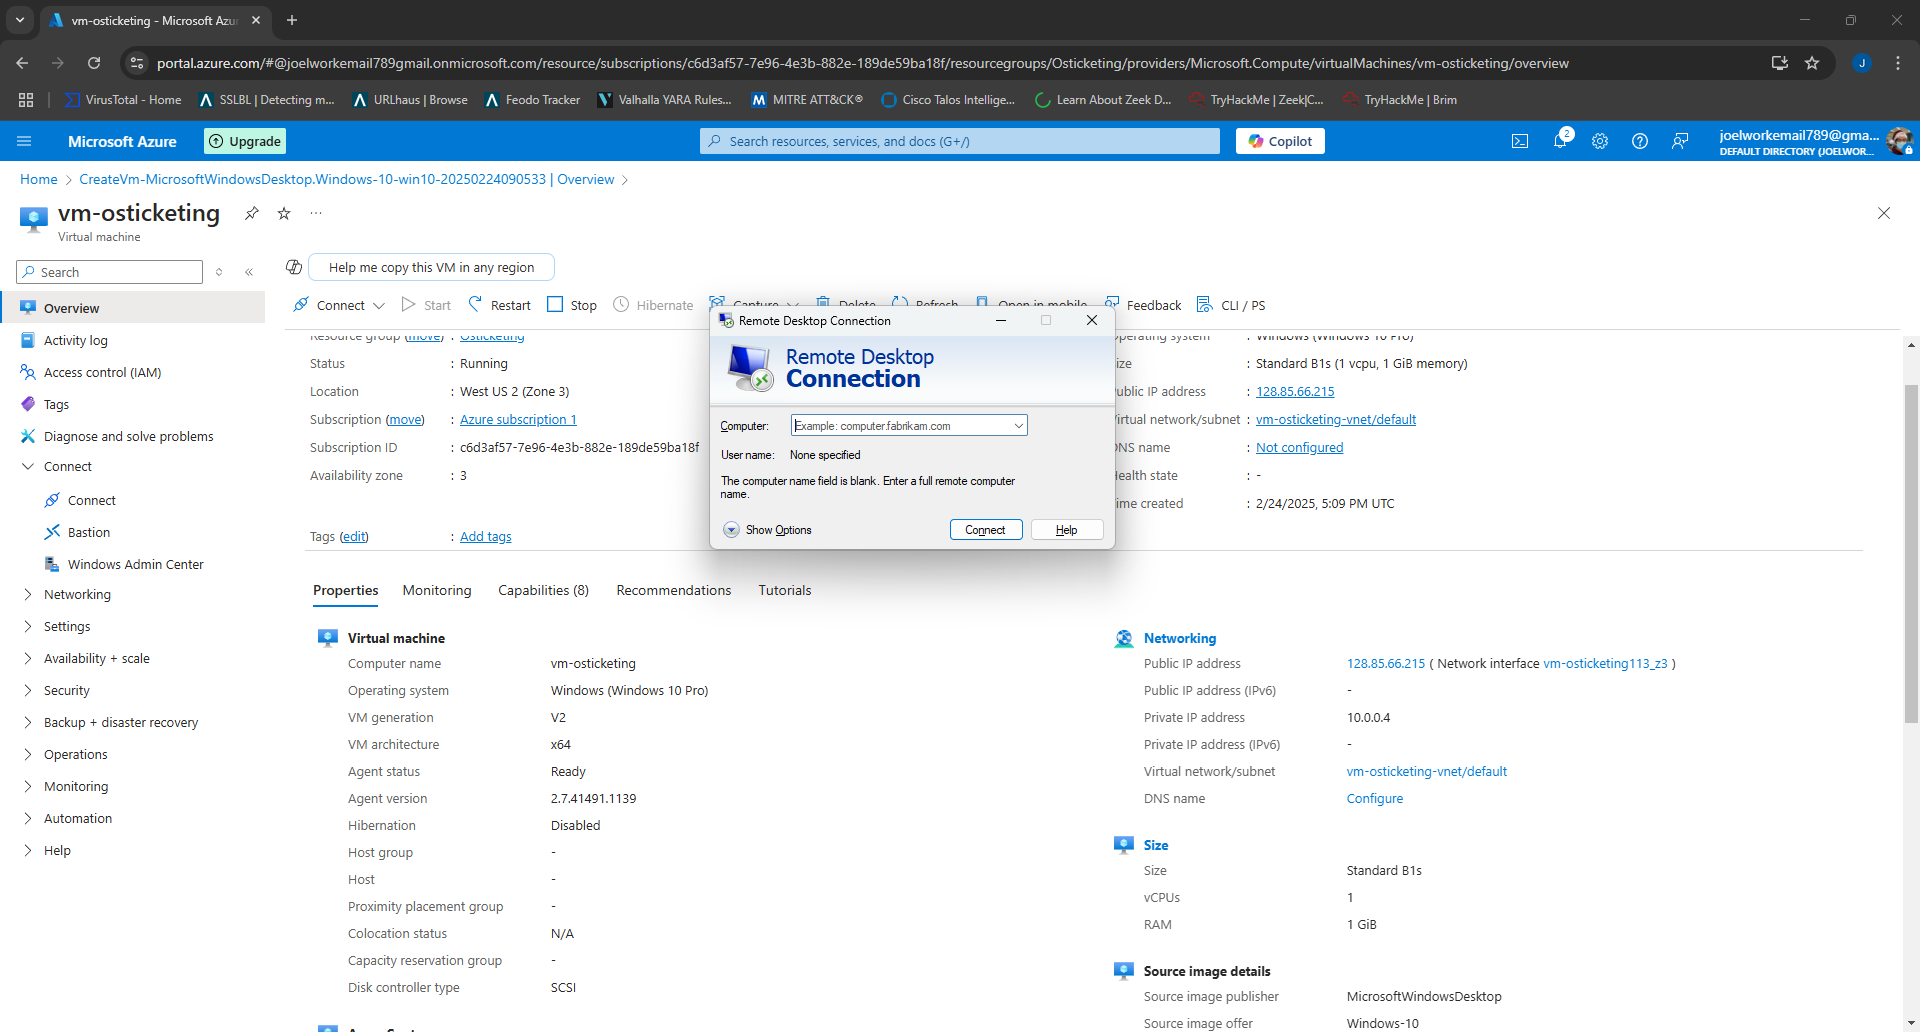 vm-osticketing - Microsoft Azu
portal.azure.com/#@joelworkemail789gmail.onmicrosoft.com/resource/subscriptions/c6d3af57-7e96-4e3b-882e-189de59ba18f/resourcegroups/Osticketing/providers/Microsoft.Compute/virtualMachines/vm-osticketing/overview
J
VirusTotal - Home
SSLBL | Detecting m...
URLhaus | Browse
Feodo Tracker
Valhalla YARA Rules...
MITRE ATT&CK®
Cisco Talos Intellige...
Learn About Zeek D...
TryHackMe | Zeek|C...
TryHackMe | Brim
Microsoft Azure
Upgrade
Search resources, services, and docs (G+/)
Copilot
2
joelworkemail789@gma...
DEFAULT DIRECTORY (JOELWOR...
Home > CreateVm-MicrosoftWindowsDesktop.Windows-10-win10-20250224090533 | Overview >
vm-osticketing
Virtual machine
Search
Overview
Activity log
Access control (IAM)
Tags
Diagnose and solve problems
Connect
Connect
Bastion
Windows Admin Center
Networking
Settings
Availability + scale
Security
Backup + disaster recovery
Operations
Monitoring
Automation
Help
Help me copy this VM in any region
Connect
Start
Restart
Stop
Hibernate
Capture
Delete
Refresh
Open in mobile
Feedback
CLI / PS
Resource group (move) : Osticketing
Status : Running
Location : West US 2 (Zone 3)
Subscription (move) : Azure subscription 1
Subscription ID : c6d3af57-7e96-4e3b-882e-189de59ba18f
Availability zone : 3
Tags (edit) : Add tags
Operating system : Windows (Windows 10 Pro)
ize : Standard B1s (1 vcpu, 1 GiB memory)
ublic IP address : 128.85.66.215
irtual network/subnet : vm-osticketing-vnet/default
NS name : Not configured
ealth state : -
ime created : 2/24/2025, 5:09 PM UTC
Remote Desktop Connection
Remote Desktop
Connection
Computer: Example: computer.fabrikam.com
User name: None specified
The computer name field is blank. Enter a full remote computer
name.
Show Options
Connect
Help
Properties
Monitoring
Capabilities (8)
Recommendations
Tutorials
Virtual machine
Computer name vm-osticketing
Operating system Windows (Windows 10 Pro)
VM generation V2
VM architecture x64
Agent status Ready
Agent version 2.7.41491.1139
Hibernation Disabled
Host group -
Host -
Proximity placement group -
Colocation status N/A
Capacity reservation group -
Disk controller type SCSI
Networking
Public IP address 128.85.66.215 ( Network interface vm-osticketing113_z3 )
Public IP address (IPv6) -
Private IP address 10.0.0.4
Private IP address (IPv6) -
Virtual network/subnet vm-osticketing-vnet/default
DNS name Configure
Size
Size Standard B1s
vCPUs 1
RAM 1 GiB
Source image details
Source image publisher MicrosoftWindowsDesktop
Source image offer Windows-10